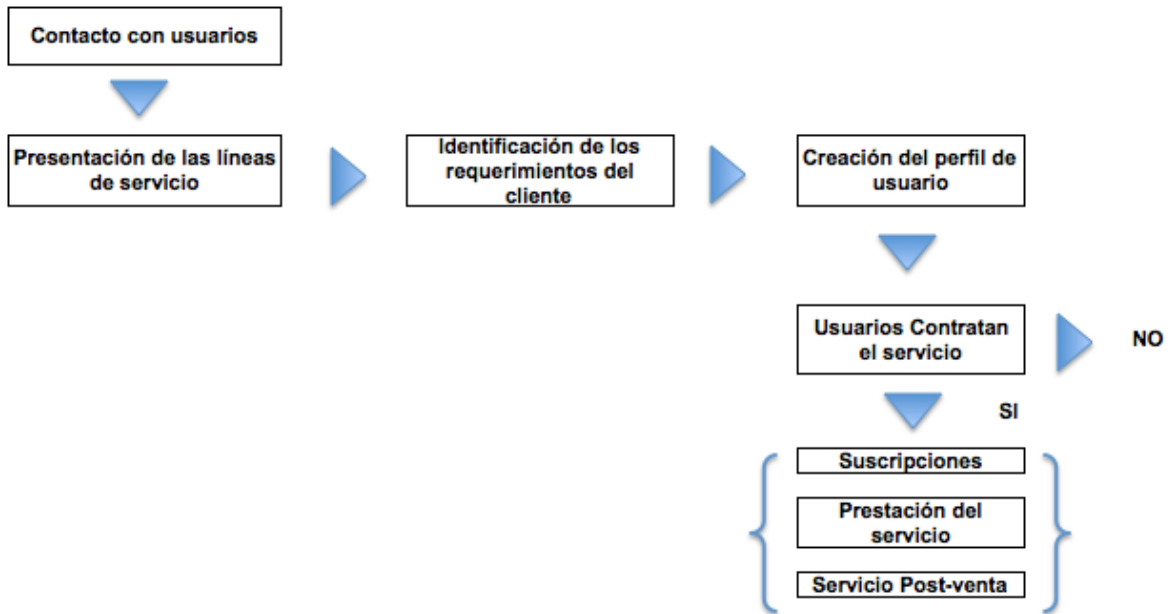 Contacto con usuarios
Presentación de las líneas
de servicio
Identificación de los
requerimientos del
cliente
Creación del perfil de
usuario
Usuarios Contratan
el servicio
NO
SI
Suscripciones
Prestación del
servicio
Servicio Post-venta